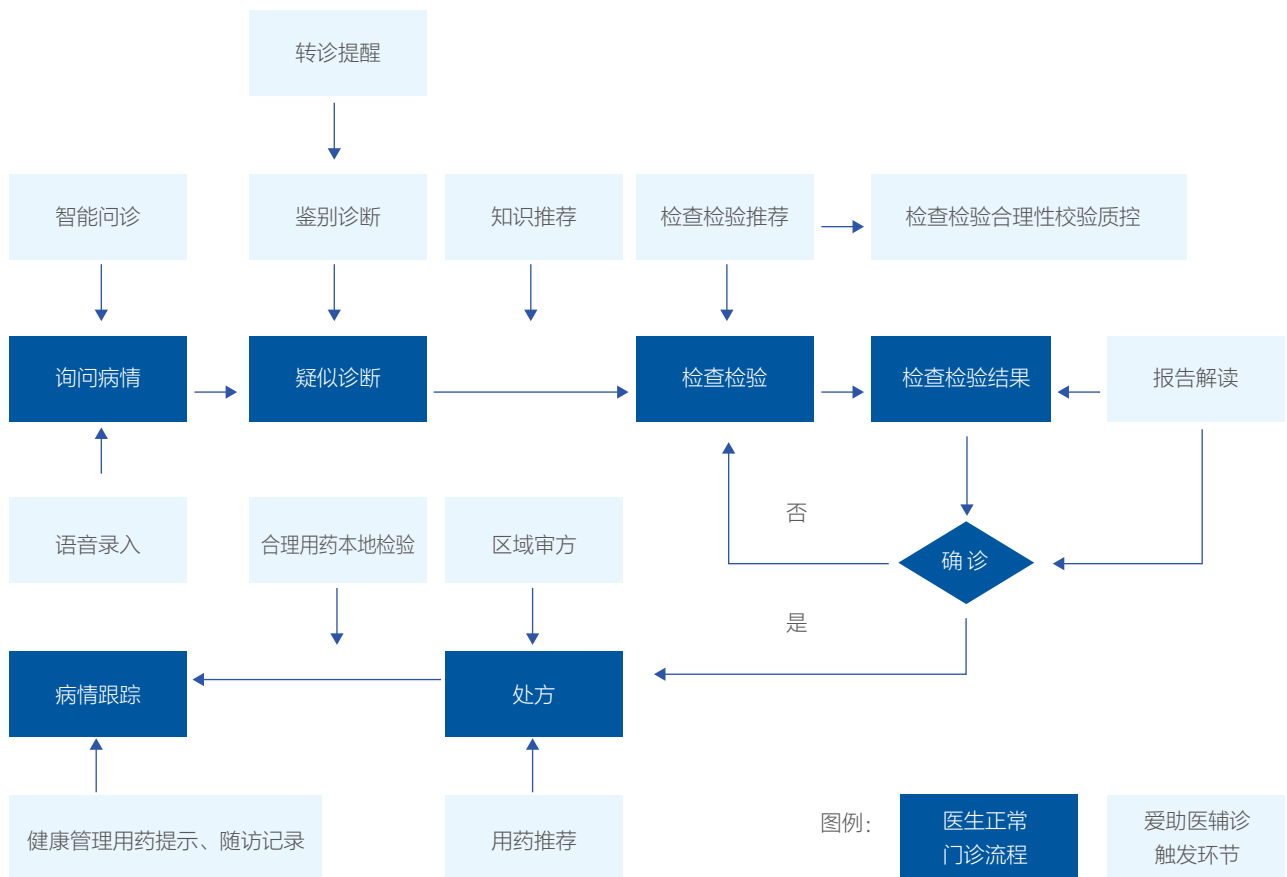 转诊提醒
智能问诊
鉴别诊断
知识推荐
检查检验推荐
检查检验合理性校验质控
询问病情
疑似诊断
检查检验
检查检验结果
报告解读
否
语音录入
合理用药本地检验
区域审方
确诊
是
病情跟踪
处方
健康管理用药提示、随访记录
用药推荐
图例：
医生正常
门诊流程
爱助医辅诊
触发环节